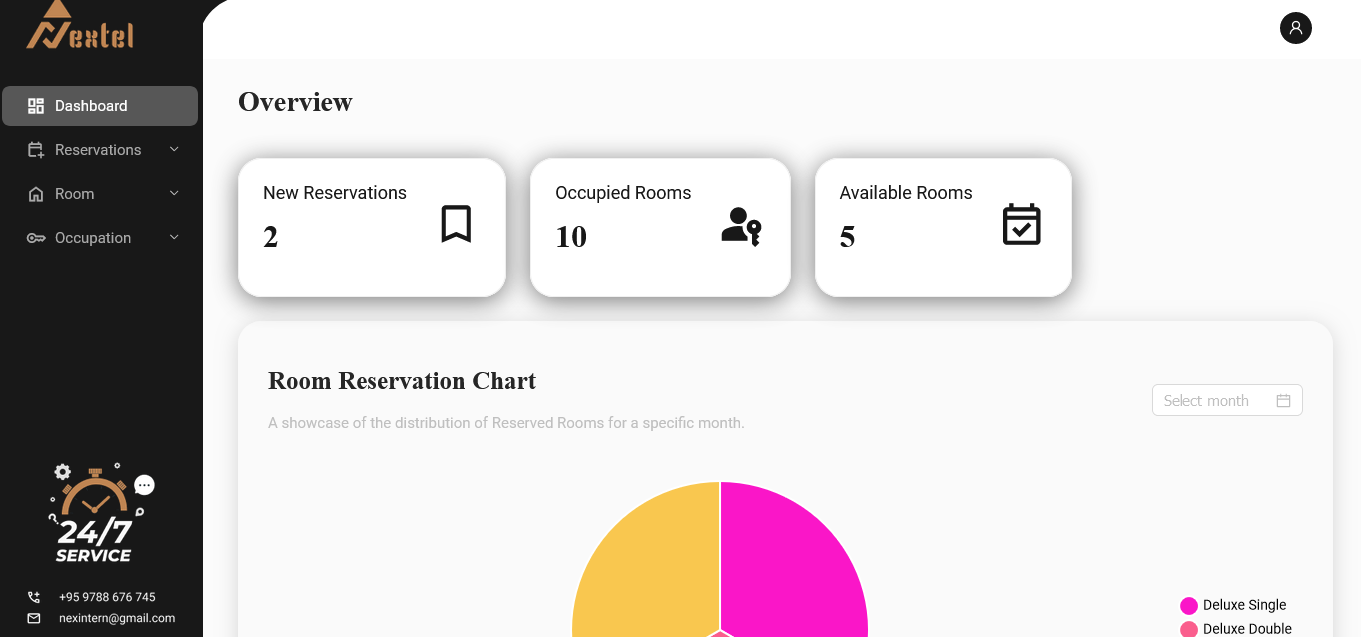 Nextel
Dashboard
Reservations
Room
Occupation
24/7
SERVICE
+95 9788 676 745
nexintern@gmail.com
Overview
New Reservations
2
Occupied Rooms
10
Available Rooms
5
Room Reservation Chart
A showcase of the distribution of Reserved Rooms for a specific month.
Select month
Deluxe Single
Deluxe Double